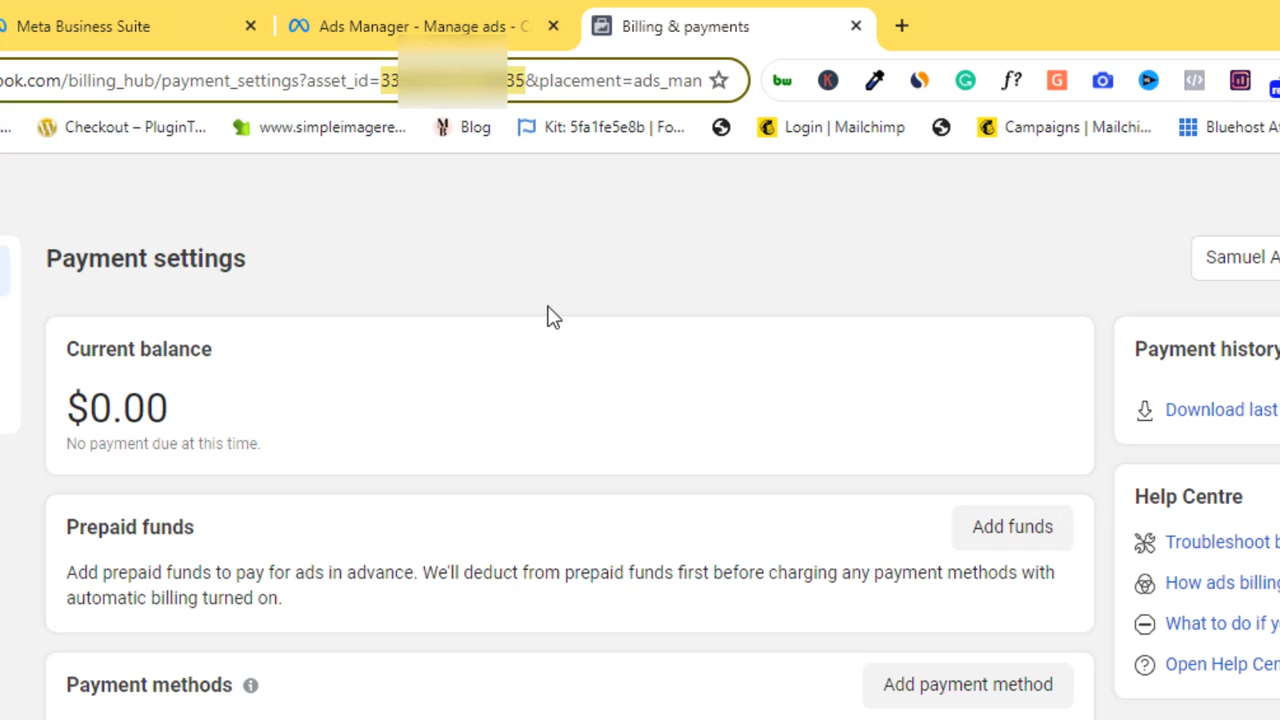 Meta Business Suite
Ads Manager - Manage ads - C
Billing & payments
ook.com/billing_hub/payment_settings?asset_id=33
35&placement=ads_man
bw
K
f?
G
</>
...
Checkout – PluginT...
www.simpleimagere...
Blog
Kit: 5fa1fe5e8b | Fo...
Login | Mailchimp
Campaigns | Mailchi...
Bluehost Af
Payment settings
Samuel A
Current balance
$0.00
No payment due at this time.
Payment history
Download last
Prepaid funds
Add funds
Add prepaid funds to pay for ads in advance. We'll deduct from prepaid funds first before charging any payment methods with
automatic billing turned on.
Help Centre
Troubleshoot b
How ads billing
What to do if y
Open Help Cen
Payment methods
Add payment method